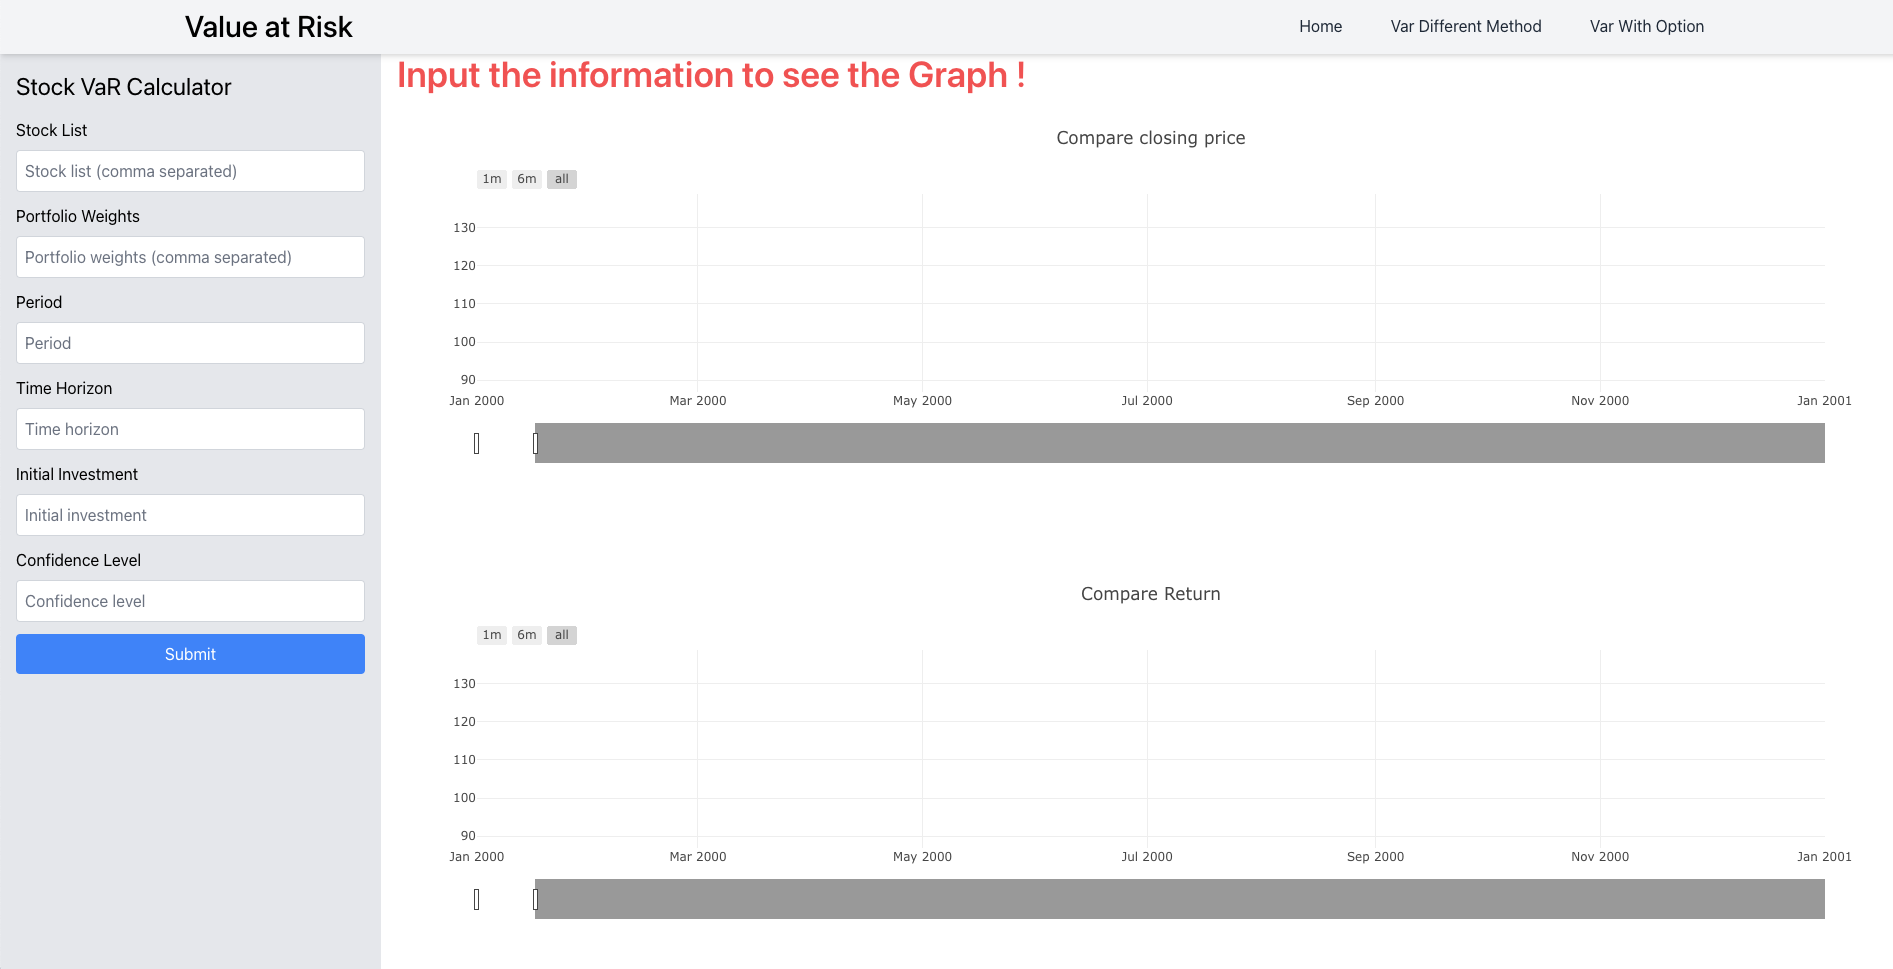 Value at Risk
Home
Var Different Method
Var With Option
Stock VaR Calculator
Stock List
Stock list (comma separated)
Portfolio Weights
Portfolio weights (comma separated)
Period
Period
Time Horizon
Time horizon
Initial Investment
Initial investment
Confidence Level
Confidence level
Submit
Input the information to see the Graph !
Compare closing price
1m 6m all
130
120
110
100
90
Jan 2000 Mar 2000 May 2000 Jul 2000 Sep 2000 Nov 2000 Jan 2001
Compare Return
1m 6m all
130
120
110
100
90
Jan 2000 Mar 2000 May 2000 Jul 2000 Sep 2000 Nov 2000 Jan 2001